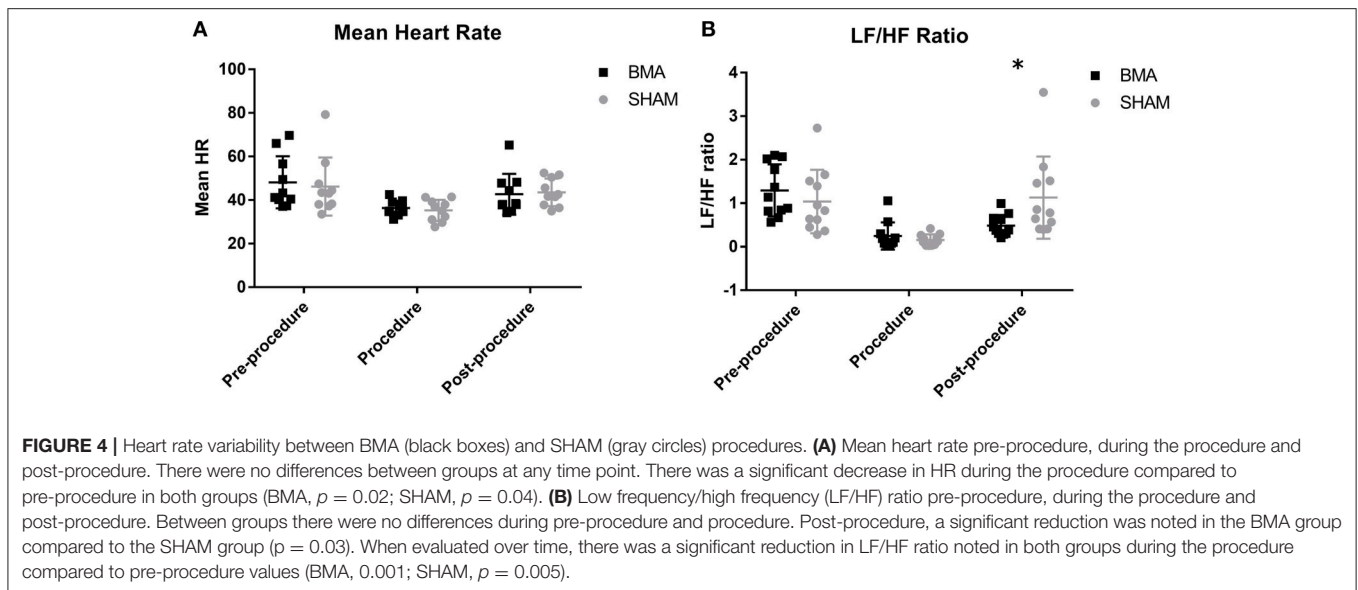 A
Mean Heart Rate
BMA
SHAM
100
80
60
40
20
0
Mean HR
Pre-procedure
Procedure
Post-procedure
B
LF/HF Ratio
*
BMA
SHAM
4
3
2
1
0
-1
LF/HF ratio
Pre-procedure
Procedure
Post-procedure
FIGURE 4 | Heart rate variability between BMA (black boxes) and SHAM (gray circles) procedures. (A) Mean heart rate pre-procedure, during the procedure and
post-procedure. There were no differences between groups at any time point. There was a significant decrease in HR during the procedure compared to
pre-procedure in both groups (BMA, p = 0.02; SHAM, p = 0.04). (B) Low frequency/high frequency (LF/HF) ratio pre-procedure, during the procedure and
post-procedure. Between groups there were no differences during pre-procedure and procedure. Post-procedure, a significant reduction was noted in the BMA group
compared to the SHAM group (p = 0.03). When evaluated over time, there was a significant reduction in LF/HF ratio noted in both groups during the procedure
compared to pre-procedure values (BMA, 0.001; SHAM, p = 0.005).